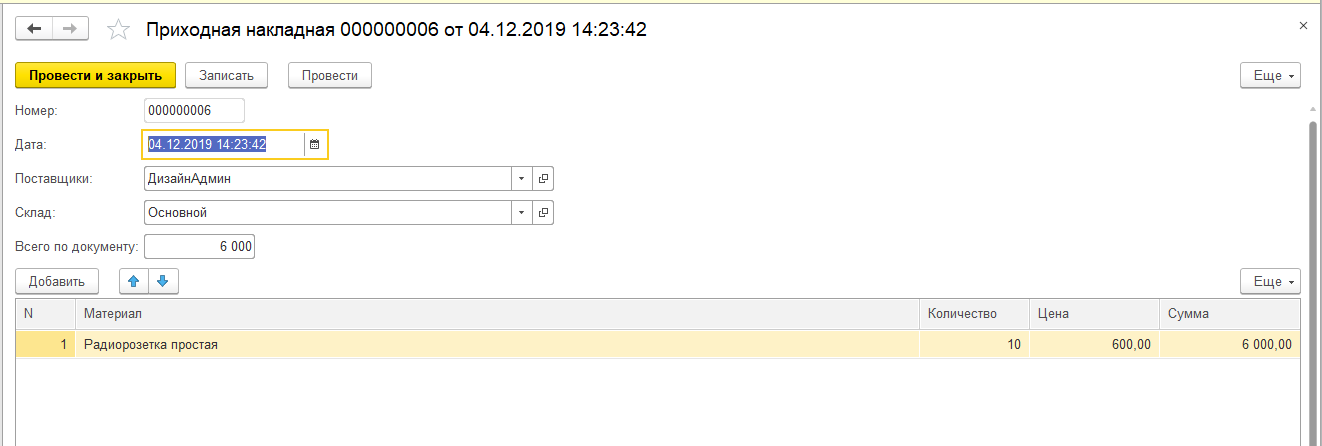 Приходная накладная 000000006 от 04.12.2019 14:23:42
Провести и закрыть Записать Провести Еще
Номер: 000000006
Дата: 04.12.2019 14:23:42
Поставщики: ДизайнАдмин
Склад: Основной
Всего по документу: 6 000
Добавить Еще
N Материал Количество Цена Сумма
1 Радиорозетка простая 10 600,00 6 000,00